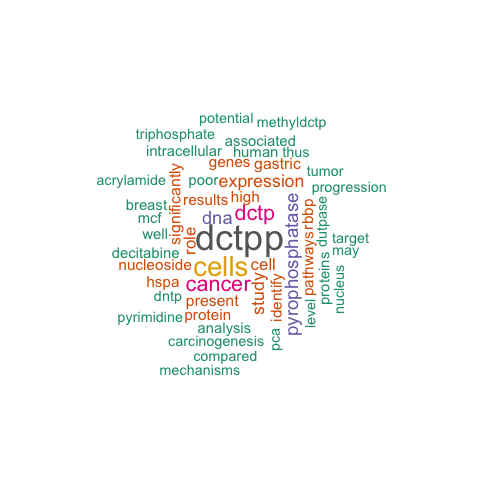 potential
methyldctp
triphosphate
associated
intracellular
human
thus
genes
gastric
tumor
acrylamide
poor
expression
progression
significantly
results
high
breast
mcf
dna
dctp
pyrophosphatase
rbbp
dutpase
well
role
dctpp
target
may
decitabine
nucleoside
cells
cell
pathways
proteins
nucleus
hspa
cancer
study
identify
dntp
present
level
pyrimidine
protein
analysis
pca
carcinogenesis
compared
mechanisms